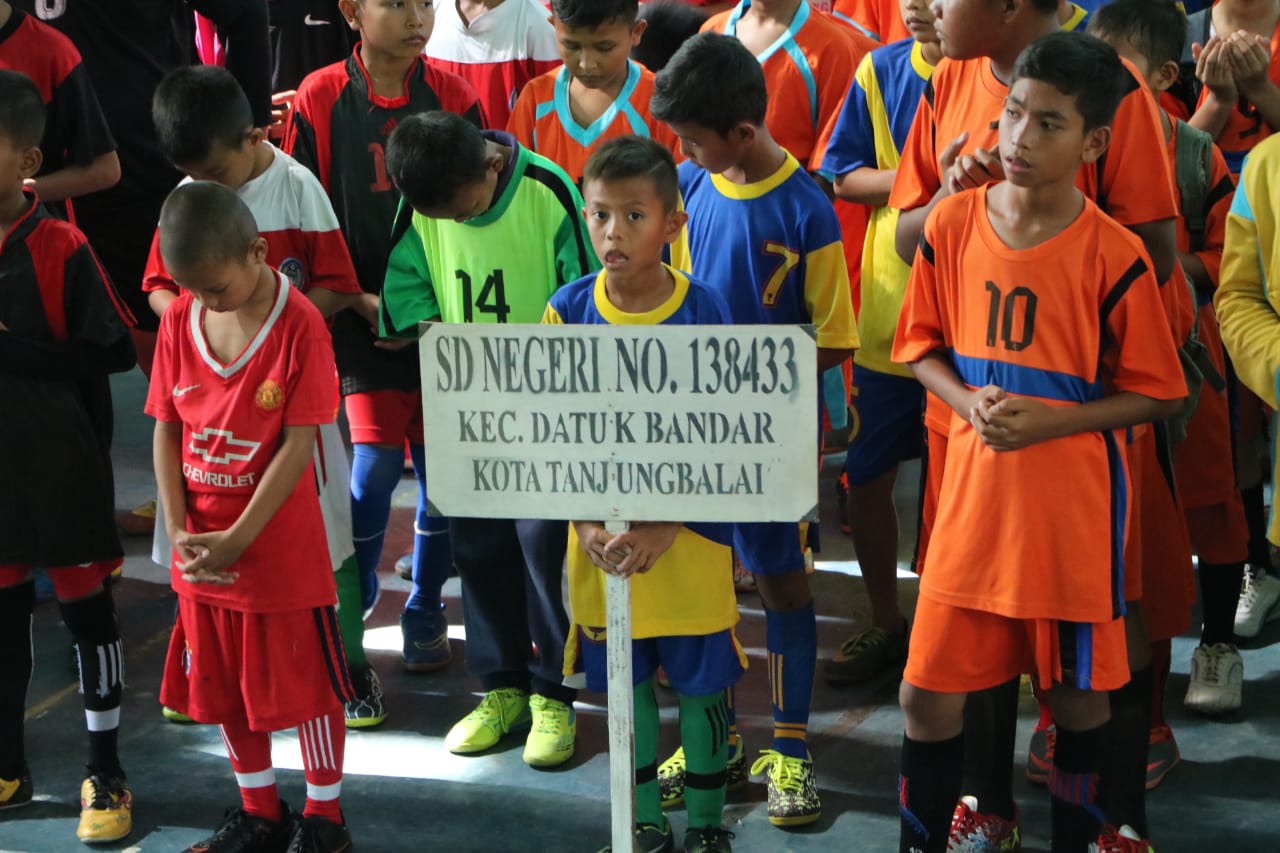 SD NEGERI NO. 138433
KEC. DATUK BANDAR
KOTA TANJUNGBALAI
14
7
10
CHEVROLET